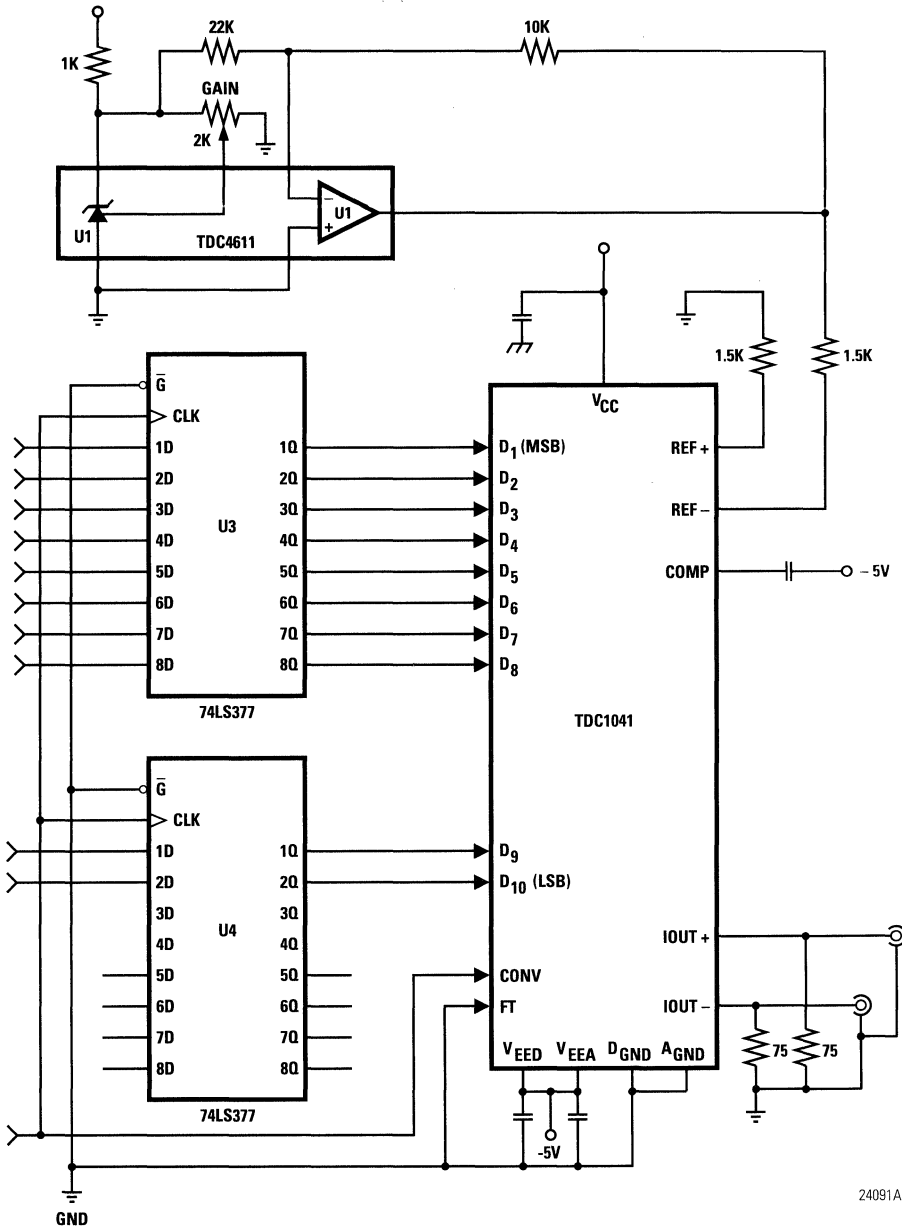 22K
10K
1K
GAIN
2K
U1
U1
−
+
TDC4611
G
CLK
1D
2D
3D
4D
5D
6D
7D
8D
1Q
2Q
3Q
4Q
5Q
6Q
7Q
8Q
U3
74LS377
G
CLK
1D
2D
3D
4D
5D
6D
7D
8D
1Q
2Q
3Q
4Q
5Q
6Q
7Q
8Q
U4
74LS377
GND
1.5K
1.5K
VCC
D1 (MSB)
D2
D3
D4
D5
D6
D7
D8
D9
D10 (LSB)
CONV
FT
TDC1041
REF +
REF −
COMP
− 5V
IOUT +
IOUT −
75
75
VEED
VEEA
DGND
AGND
-5V
24091A